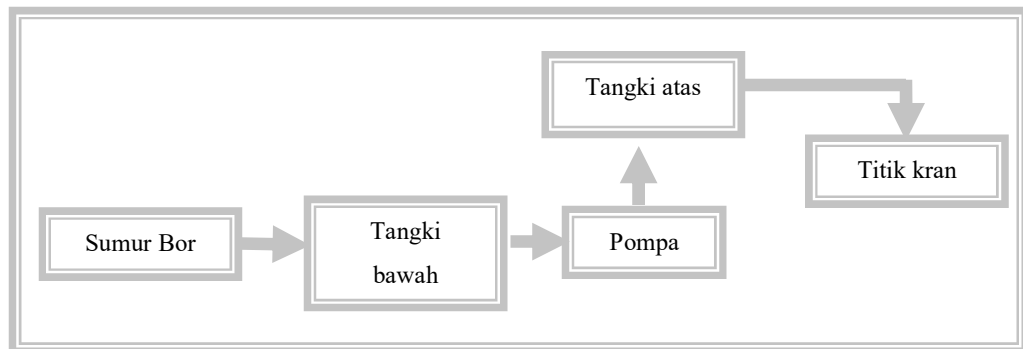 Tangki atas
Titik kran
Sumur Bor
Tangki
bawah
Pompa